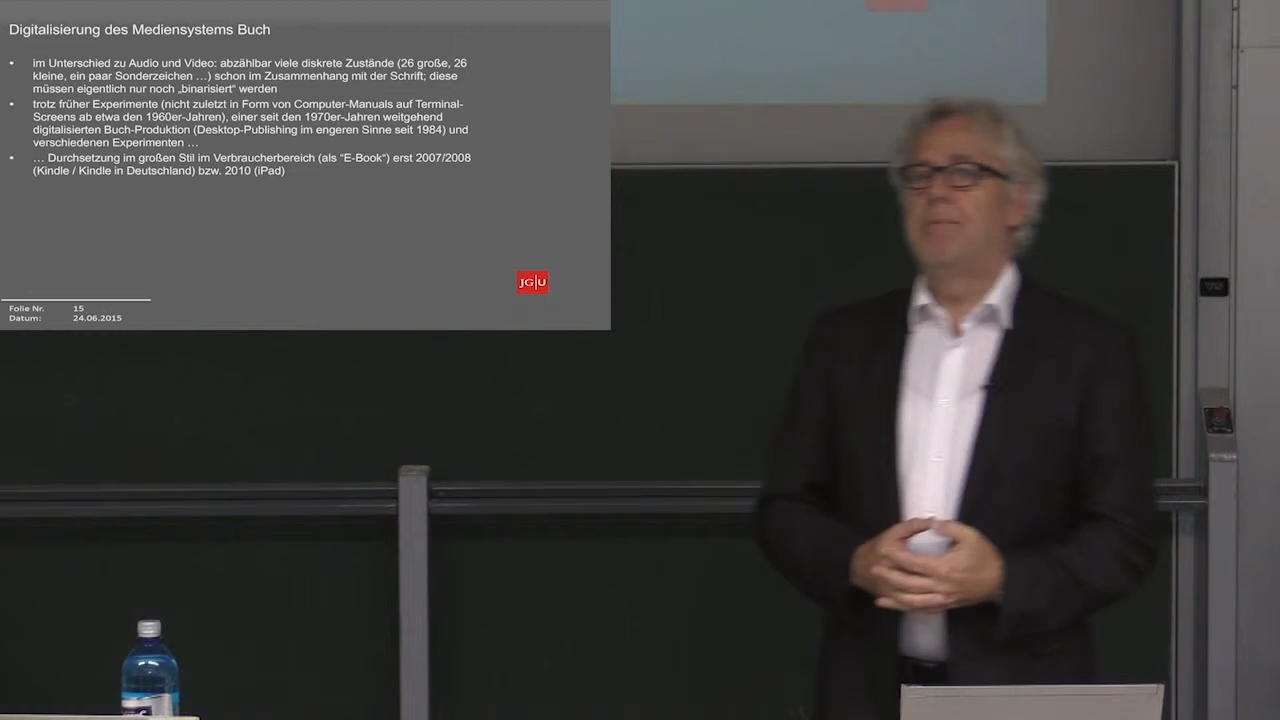 Digitalisierung des Mediensystems Buch
• im Unterschied zu Audio und Video: abzählbar viele diskrete Zustände (26 große, 26
kleine, ein paar Sonderzeichen …) schon im Zusammenhang mit der Schrift; diese
müssen eigentlich nur noch „binarisiert“ werden
• trotz früher Experimente (nicht zuletzt in Form von Computer-Manuals auf Terminal-
Screens ab etwa den 1960er-Jahren), einer seit den 1970er-Jahren weitgehend
digitalisierten Buch-Produktion (Desktop-Publishing im engeren Sinne seit 1984) und
verschiedenen Experimenten …
• … Durchsetzung im großen Stil im Verbraucherbereich (als “E-Book“) erst 2007/2008
(Kindle / Kindle in Deutschland) bzw. 2010 (iPad)
JG|U
Folie Nr. 15
Datum: 24.06.2015